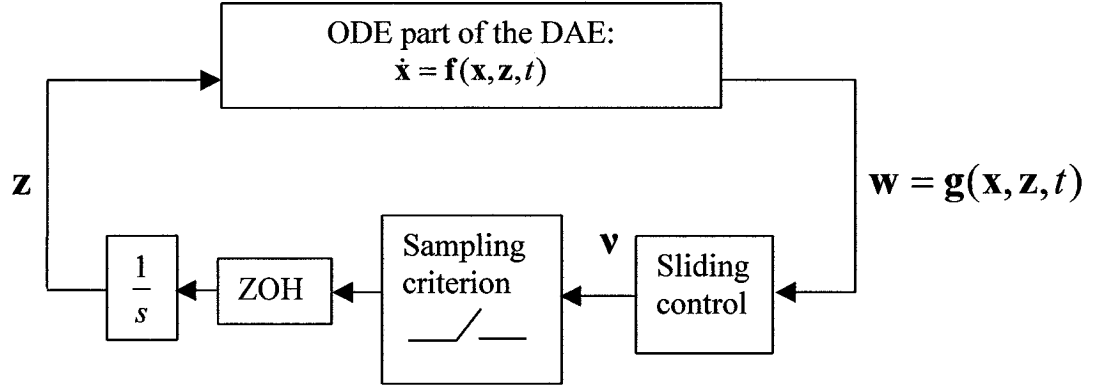 ODE part of the DAE:
ẋ = f(x, z, t)
z
w = g(x, z, t)
1
s
ZOH
Sampling
criterion
ν
Sliding
control